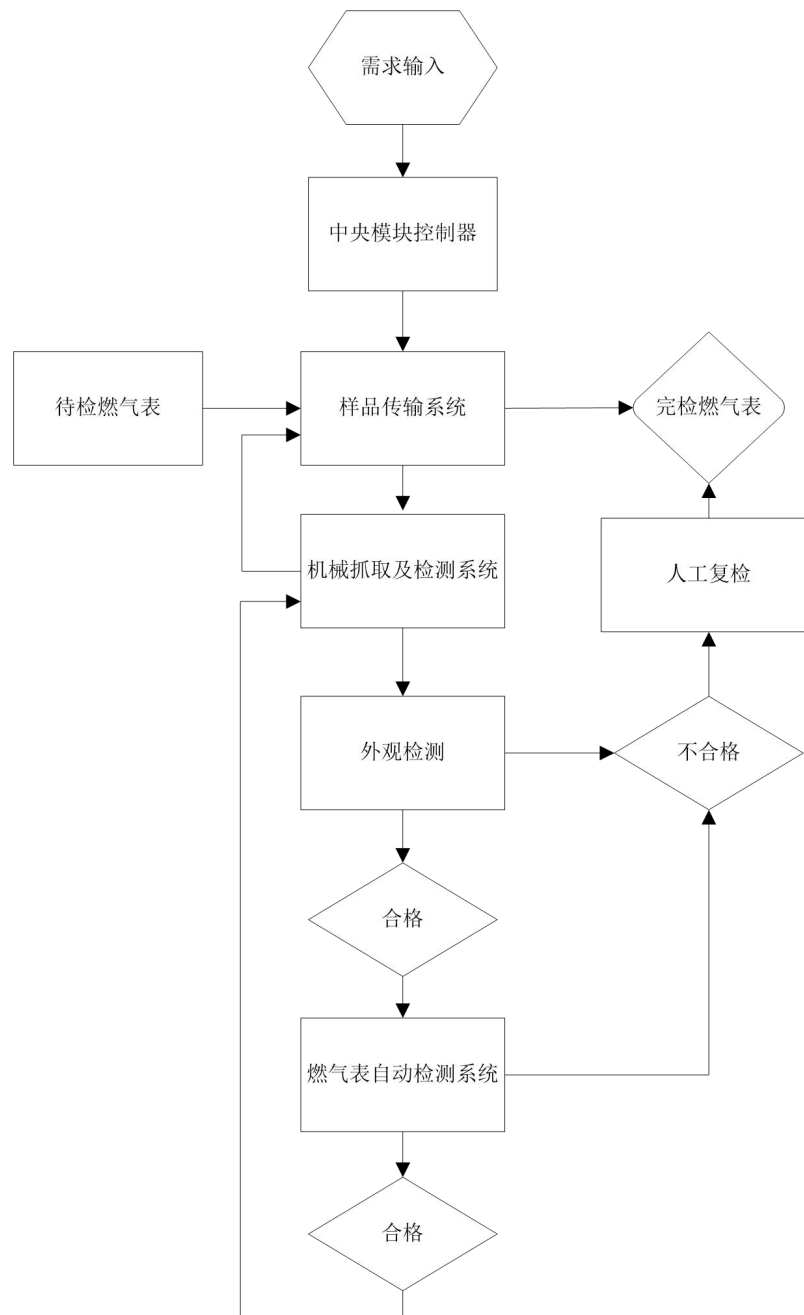 需求输入
中央模块控制器
待检燃气表
样品传输系统
完检燃气表
机械抓取及检测系统
人工复检
外观检测
不合格
合格
燃气表自动检测系统
合格